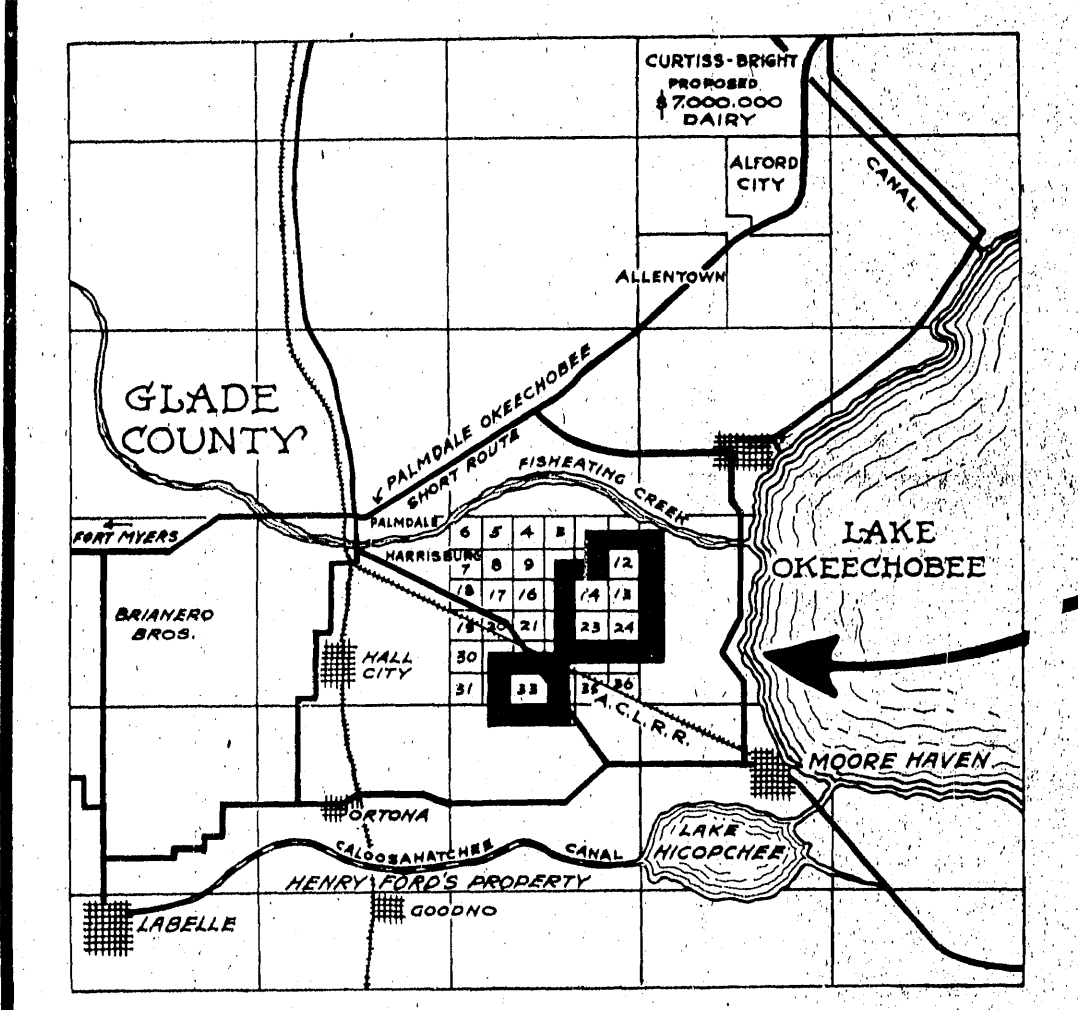 CURTISS-BRIGHT
PROPOSED
$7.000.000
DAIRY
ALFORD
CITY
CANAL
ALLENTOWN
GLADE
COUNTY
PALMDALE OKEECHOBEE
SHORT ROUTE
FISHEATING CREEK
PALMDALE
FORT MYERS
HARRISBURG
LAKE
OKEECHOBEE
6 5 4 3
7 8 9 12
18 17 16 14 13
19 20 21 23 24
30
31 33 35 36
BRIAHERO
BROS.
HALL
CITY
A.C.L.R.R.
MOORE HAVEN
ORTONA
CALOOSAHATCHEE CANAL
LAKE
HICOPCHEE
HENRY FORD'S PROPERTY
GOODNO
LABELLE